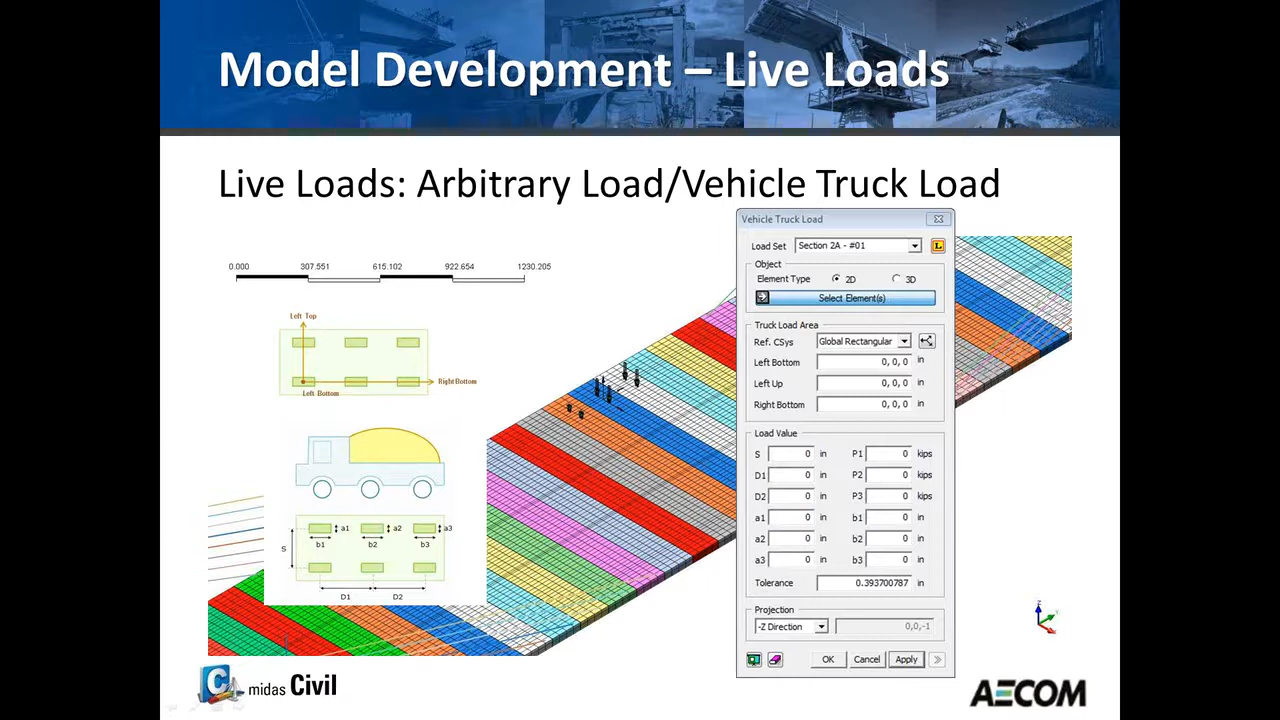 Model Development – Live Loads
Live Loads: Arbitrary Load/Vehicle Truck Load
0.000 307.551 615.102 922.654 1230.205
Left Top
Right Bottom
Left Bottom
a1 a2 a3
b1 b2 b3
S
D1 D2
Vehicle Truck Load
Load Set Section 2A - #01
Object
Element Type 2D 3D
Select Element(s)
Truck Load Area
Ref. CSys Global Rectangular
Left Bottom 0, 0, 0 in
Left Up 0, 0, 0 in
Right Bottom 0, 0, 0 in
Load Value
S 0 in P1 0 kips
D1 0 in P2 0 kips
D2 0 in P3 0 kips
a1 0 in b1 0 in
a2 0 in b2 0 in
a3 0 in b3 0 in
Tolerance 0.393700787 in
Projection
-Z Direction 0,0,-1
OK Cancel Apply
Z
C midas Civil
AECOM